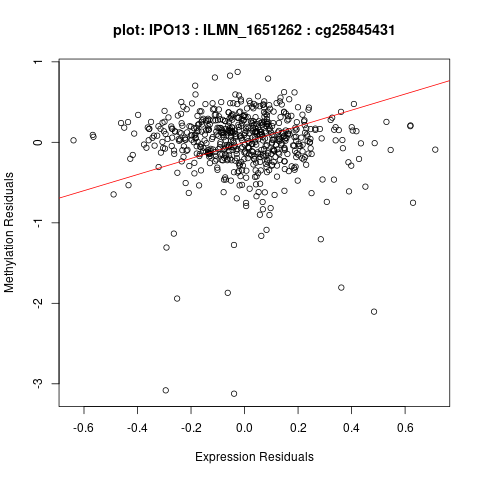 plot: IPO13 : ILMN_1651262 : cg25845431
Methylation Residuals
1
0
-1
-2
-3
-0.6 -0.4 -0.2 0.0 0.2 0.4 0.6
Expression Residuals